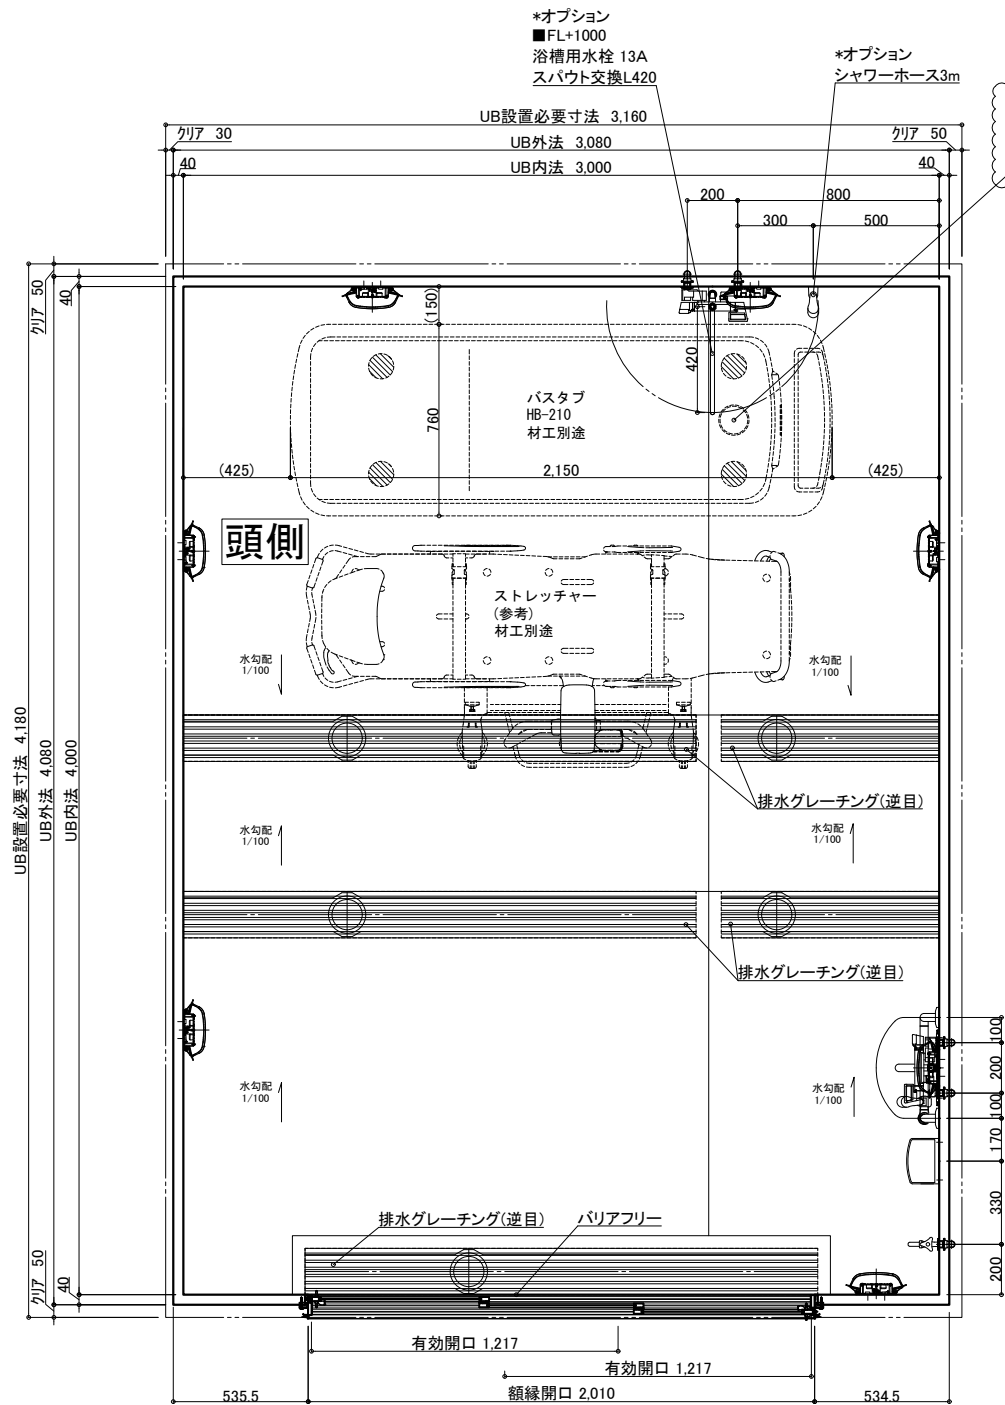 *オプション
■FL+1000
浴槽用水栓 13A
スパウト交換L420
*オプション
シャワーホース3m
UB設置必要寸法 3,160
クリア 30
UB外法 3,080
クリア 50
40
UB内法 3,000
40
200
800
300
500
クリア 50
40
(150)
420
760
バスタブ
HB-210
材工別途
(425)
2,150
(425)
頭側
ストレッチャー
(参考)
材工別途
水勾配
1/100
水勾配
1/100
UB設置必要寸法 4,180
UB外法 4,080
UB内法 4,000
排水グレーチング(逆目)
水勾配
1/100
水勾配
1/100
排水グレーチング(逆目)
100
200
100
170
330
200
水勾配
1/100
水勾配
1/100
排水グレーチング(逆目)
バリアフリー
クリア 50
40
有効開口 1,217
有効開口 1,217
535.5
額縁開口 2,010
534.5